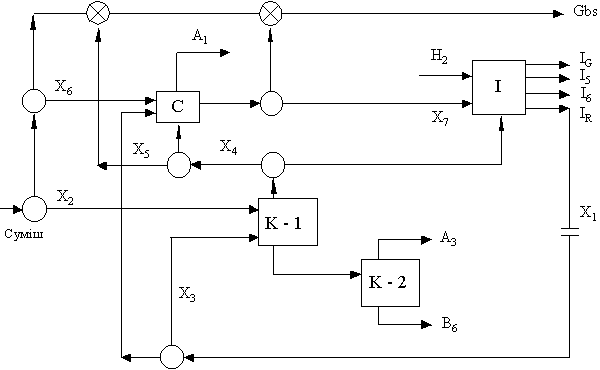 Gbs
A1
H2
IG
I5
I6
IR
X6
C
I
X7
X5
X4
X2
X1
Суміш
K - 1
A3
X3
K - 2
B6